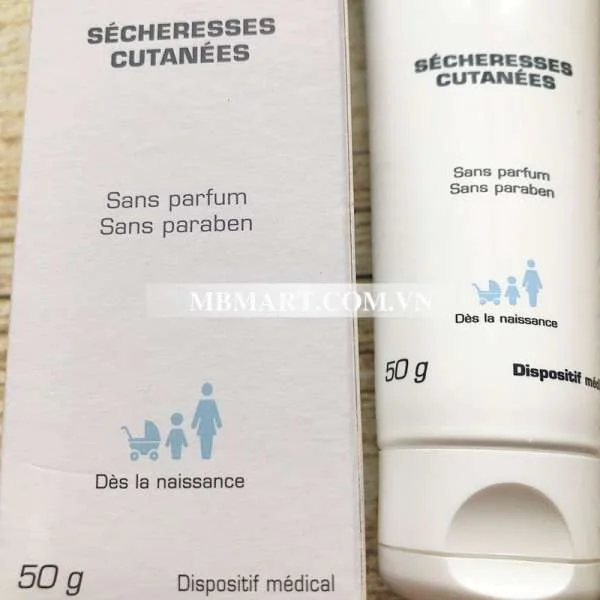 SÉCHERESSES
CUTANÉES
Sans parfum
Sans paraben
Dès la naissance
50 g
Dispositif médical
SÉCHERESSES
CUTANÉES
Sans parfum
Sans paraben
Dès la naissance
50 g
Dispositif méd
MBMART.COM.VN